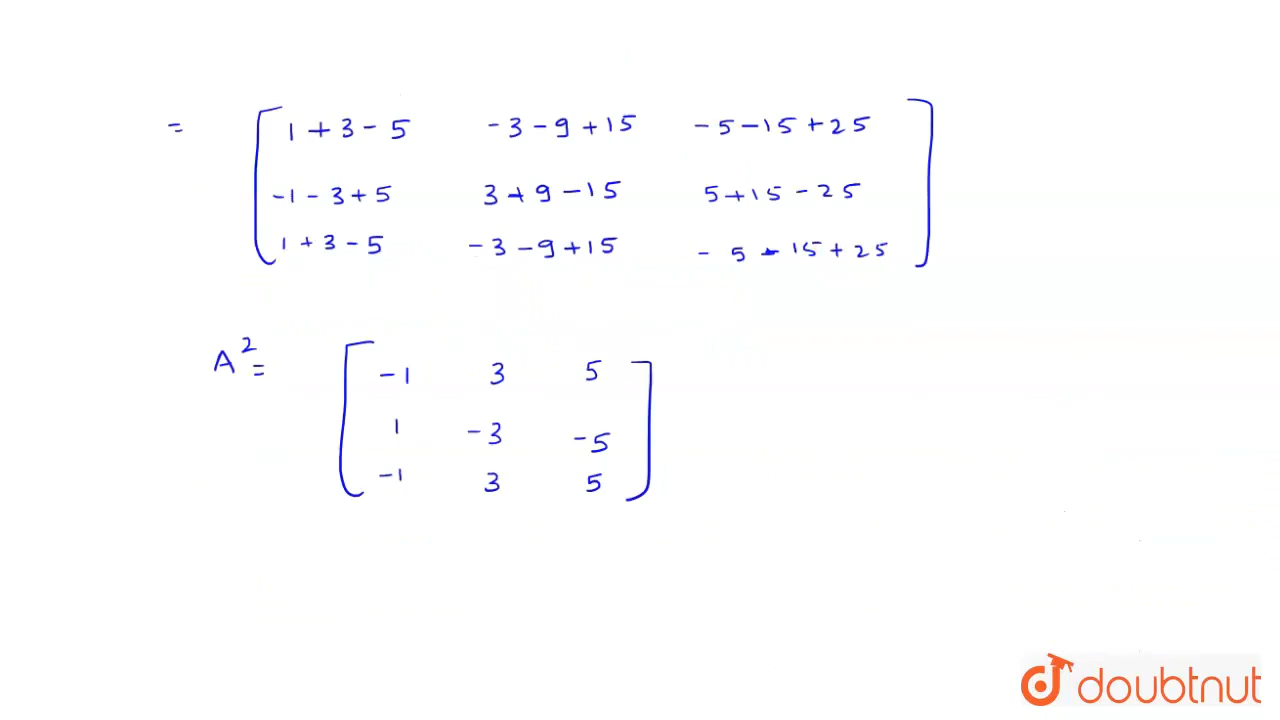 = [ 1 + 3 - 5 -3 - 9 + 15 -5 - 15 + 25
-1 - 3 + 5 3 + 9 - 15 5 + 15 - 25
1 + 3 - 5 -3 - 9 + 15 -5 - 15 + 25 ]
A² = [ -1 3 5
1 -3 -5
-1 3 5 ]
doubtnut